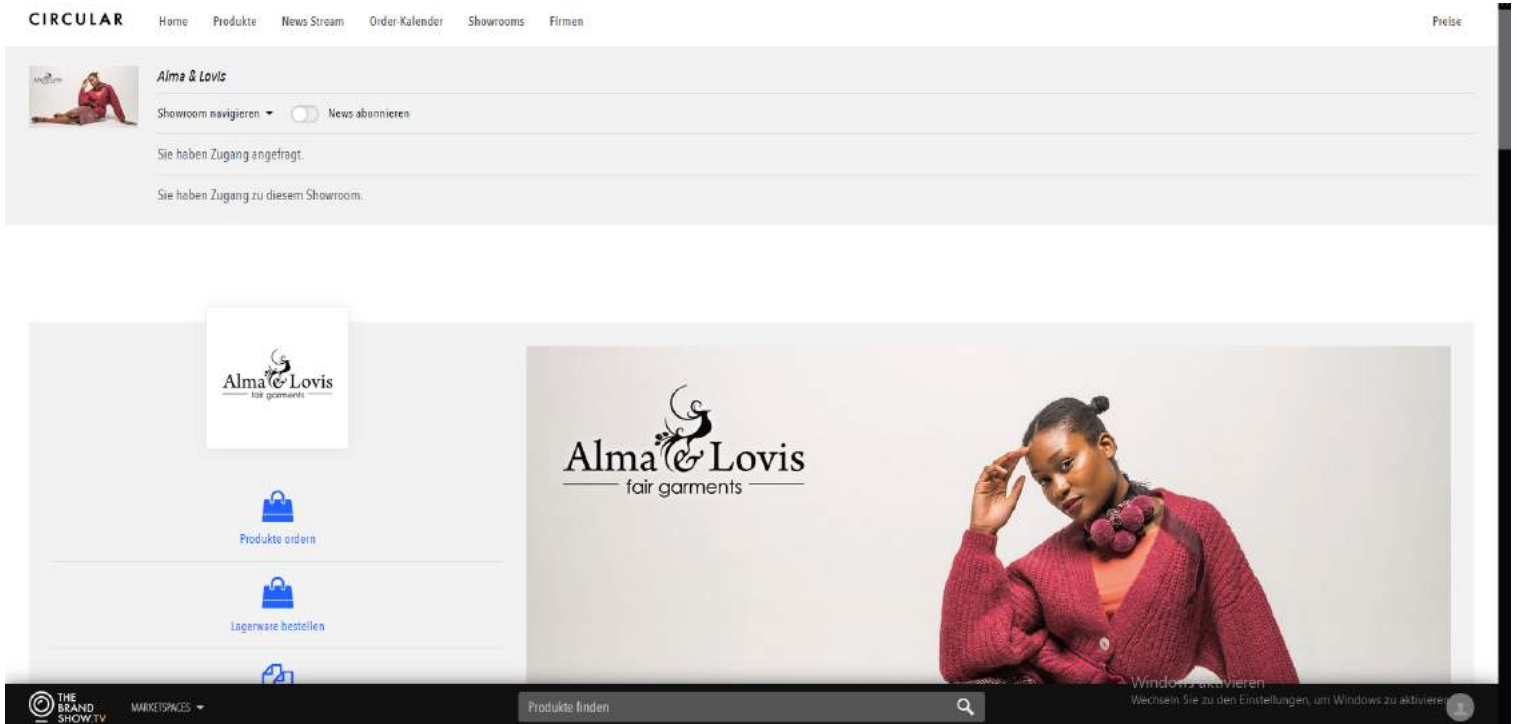 CIRCULAR Home Produkte News Stream Order-Kalender Showrooms Firmen Preise
Alma & Lovis
Showroom navigieren News abonnieren
Sie haben Zugang angefragt.
Sie haben Zugang zu diesem Showroom.
Alma & Lovis
fair garments
Produkte ordern
Lagerware bestellen
Alma & Lovis
fair garments
Windows aktivieren
Wechseln Sie zu den Einstellungen, um Windows zu aktivieren
THE
BRAND
SHOW.TV
MARKETSPACES
Produkte finden